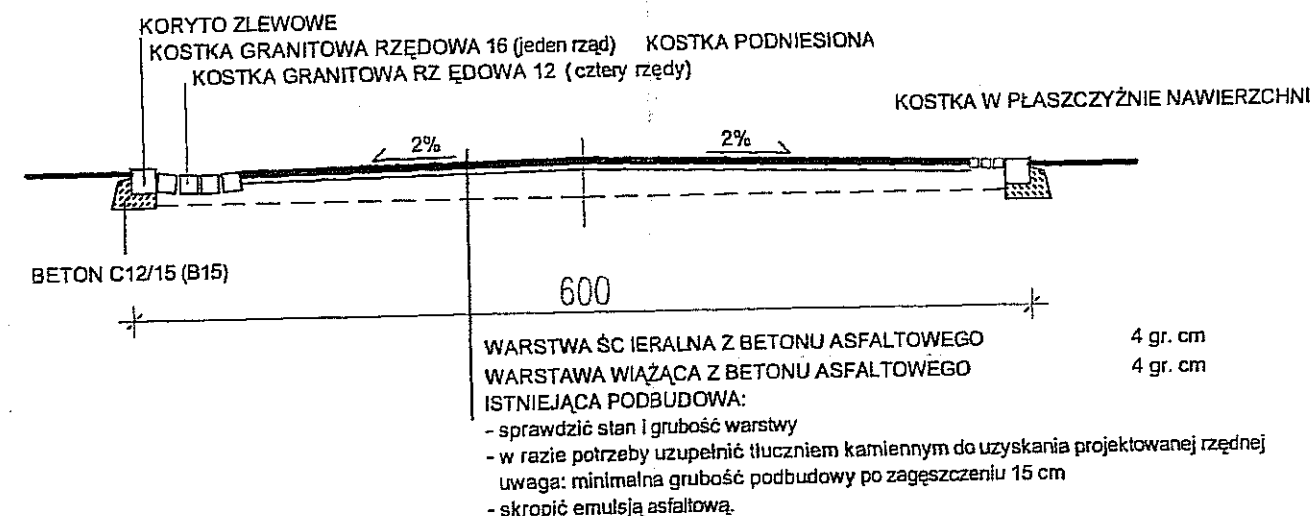 KORYTO ZLEWOWE
KOSTKA GRANITOWA RZĘDOWA 16 (jeden rząd) KOSTKA PODNIESIONA
KOSTKA GRANITOWA RZ ĘDOWA 12 (cztery rzędy)
KOSTKA W PŁASZCZYŹNIE NAWIERZCHNI
2% 2%
BETON C12/15 (B15)
600
WARSTWA ŚC IERALNA Z BETONU ASFALTOWEGO 4 gr. cm
WARSTAWA WIĄŻĄCA Z BETONU ASFALTOWEGO 4 gr. cm
ISTNIEJĄCA PODBUDOWA:
- sprawdzić stan i grubość warstwy
- w razie potrzeby uzupełnić tłuczniem kamiennym do uzyskania projektowanej rzędnej
uwaga: minimalna grubość podbudowy po zagęszczeniu 15 cm
- skropić emulsją asfaltową.